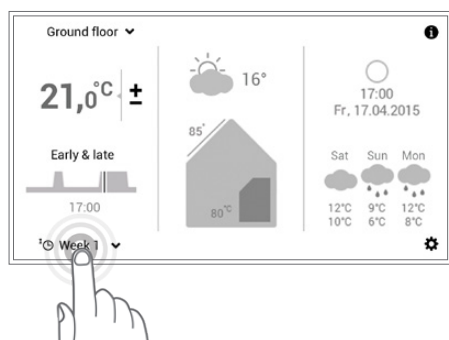 Ground floor
i
21,0°C ±
Early & late
17:00
Week 1
16°
85°
80°C
17:00
Fr, 17.04.2015
Sat Sun Mon
12°C 9°C 12°C
10°C 6°C 8°C